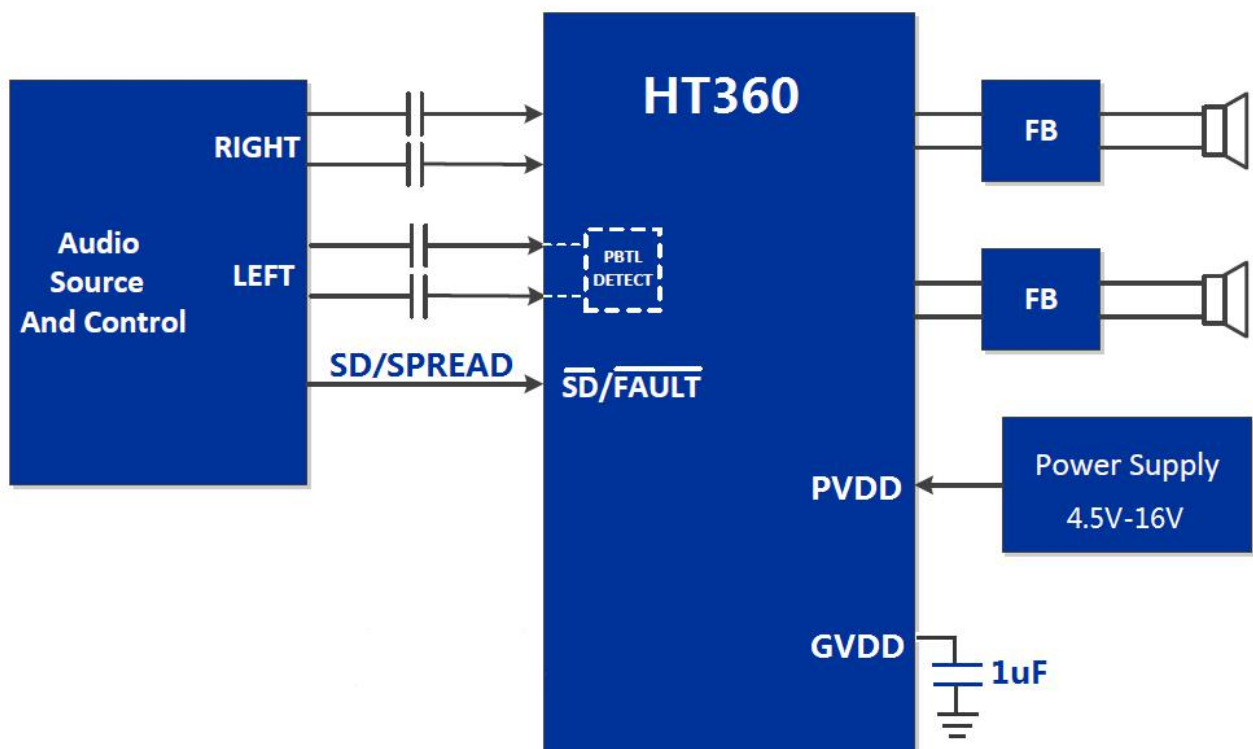 HT360
RIGHT
FB
Audio
Source
And Control
LEFT
PBTL
DETECT
FB
SD/SPREAD
SD/FAULT
PVDD
Power Supply
4.5V-16V
GVDD
1uF